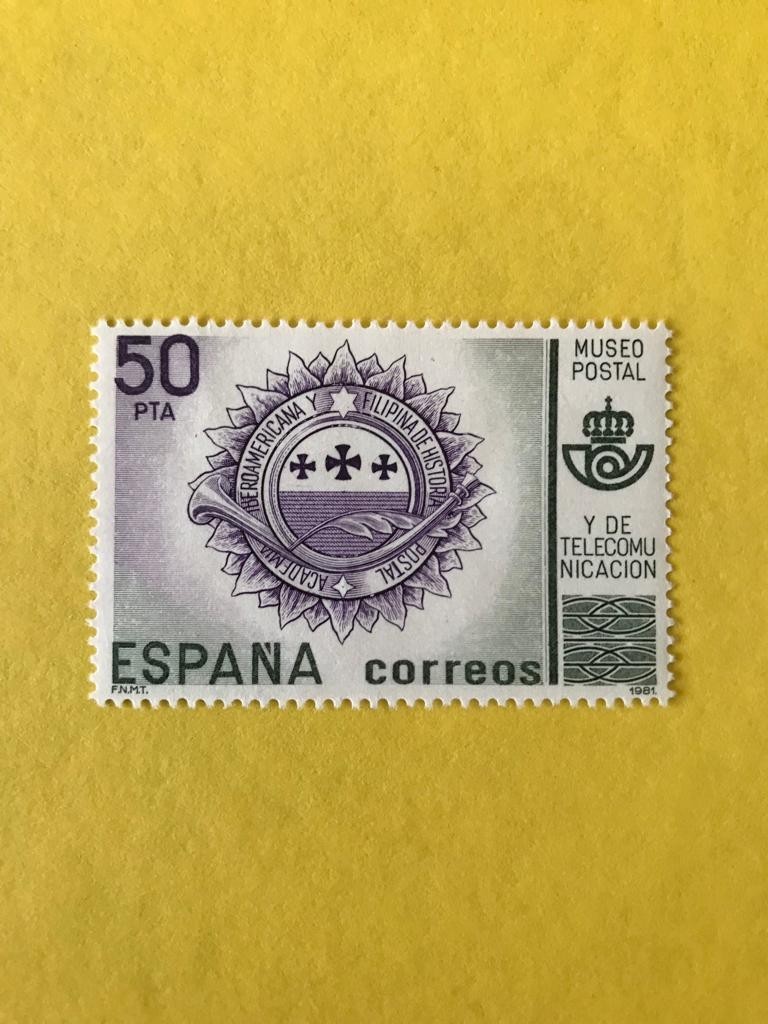 50
PTA
ACADEMIA IBEROAMERICANA Y FILIPINA DE HISTORIA POSTAL
ESPAÑA correos
F.N.M.T.
MUSEO
POSTAL
Y DE
TELECOMU
NICACION
1981.